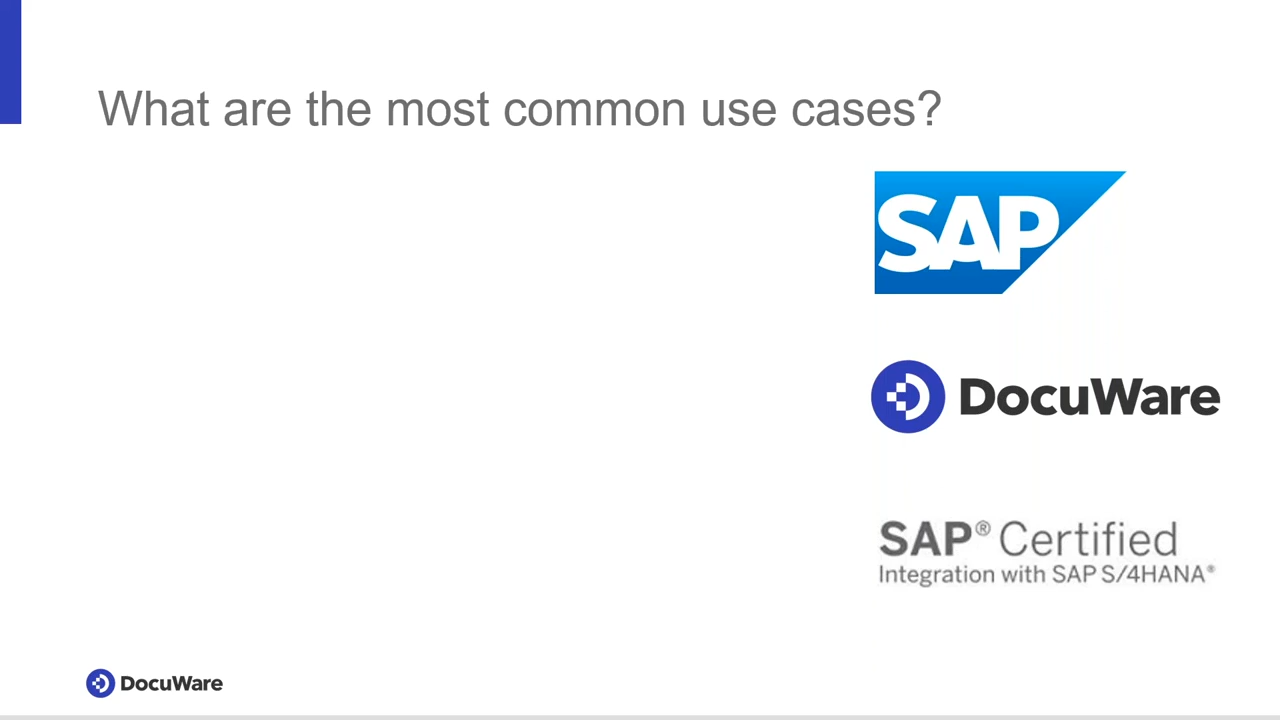 What are the most common use cases?
SAP
DocuWare
SAP® Certified
Integration with SAP S/4HANA®
DocuWare